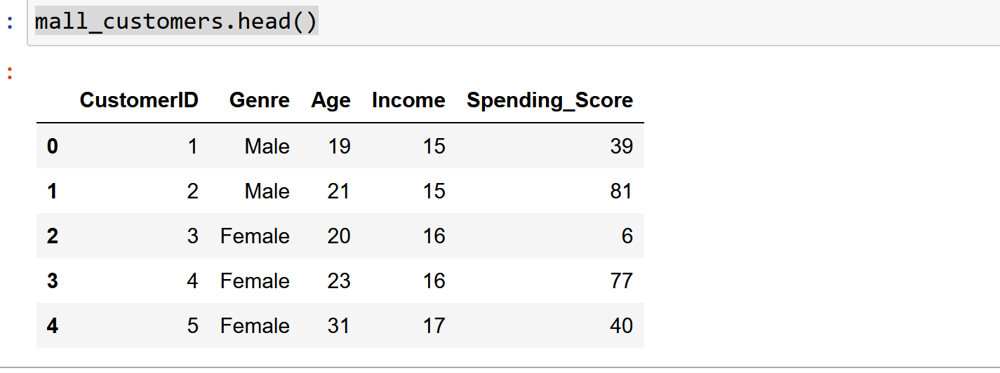 : mall_customers.head()
:
CustomerID Genre Age Income Spending_Score
0 1 Male 19 15 39
1 2 Male 21 15 81
2 3 Female 20 16 6
3 4 Female 23 16 77
4 5 Female 31 17 40